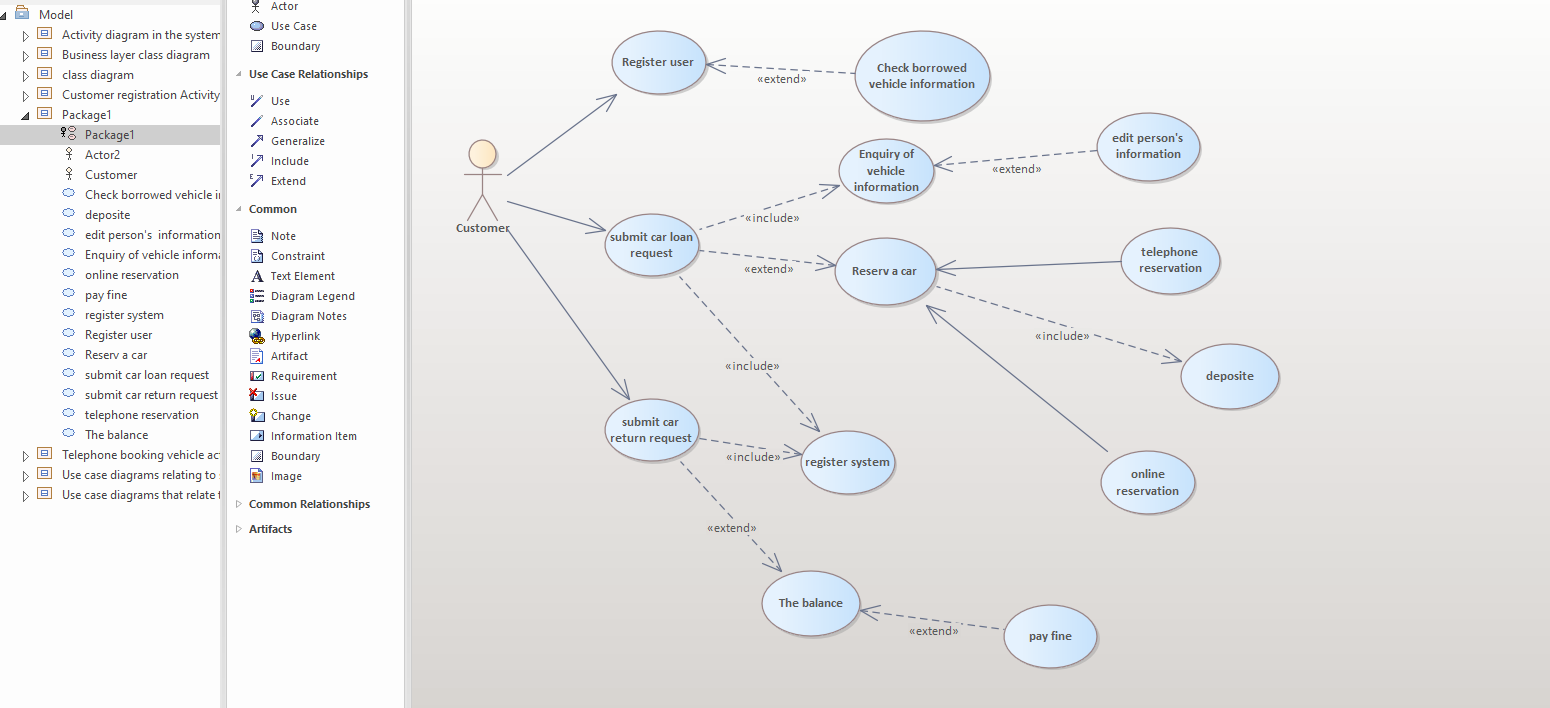 Model
Activity diagram in the system
Business layer class diagram
class diagram
Customer registration Activity
Package1
Package1
Actor2
Customer
Check borrowed vehicle i
deposite
edit person's information
Enquiry of vehicle informa
online reservation
pay fine
register system
Register user
Reserv a car
submit car loan request
submit car return request
telephone reservation
The balance
Telephone booking vehicle ac
Use case diagrams relating to
Use case diagrams that relate t
Actor
Use Case
Boundary
Use Case Relationships
Use
Associate
Generalize
Include
Extend
Common
Note
Constraint
Text Element
Diagram Legend
Diagram Notes
Hyperlink
Artifact
Requirement
Issue
Change
Information Item
Boundary
Image
Common Relationships
Artifacts
Register user
«extend»
Check borrowed
vehicle information
Customer
Enquiry of
vehicle
information
«extend»
edit person's
information
«include»
submit car loan
request
«extend»
Reserv a car
telephone
reservation
«include»
deposite
«include»
submit car
return request
«include»
register system
online
reservation
«extend»
The balance
«extend»
pay fine